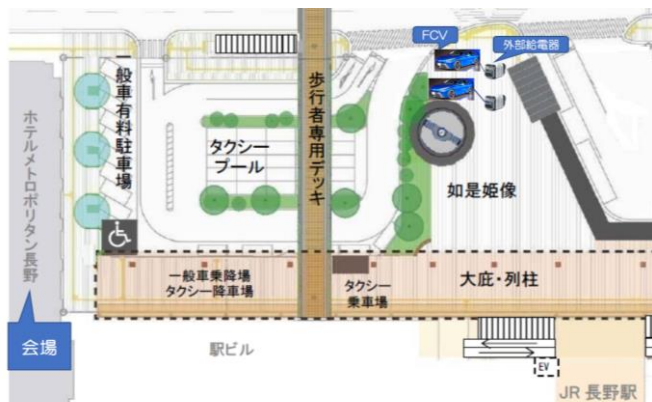 FCV
外部給電器
一般車有料駐車場
歩行者専用デッキ
タクシー
プール
ホテルメトロポリタン長野
如是姫像
一般車乗降場
タクシー降車場
タクシー
乗車場
大庇・列柱
会場
駅ビル
EV
JR 長野駅